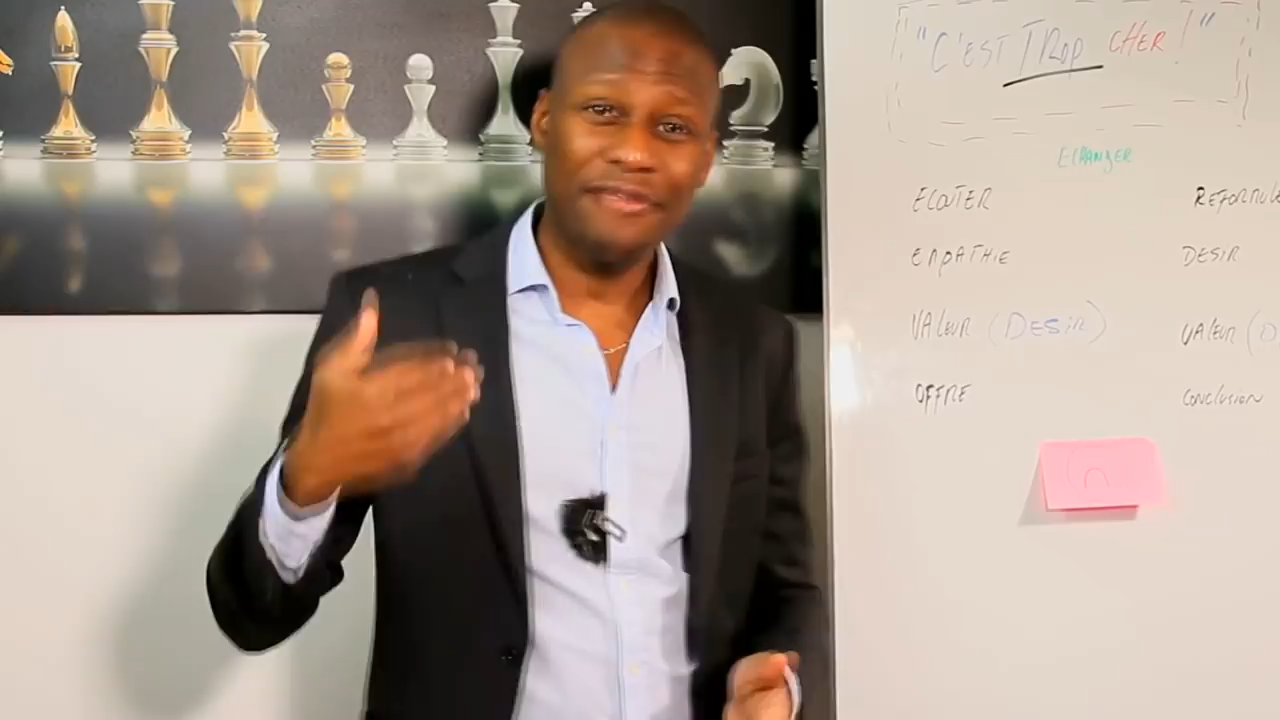 "C'EST TROP CHER !"
ECHANGER
ECOUTER REFORMULE
EMPATHIE DESIR
VALEUR (DESIR) VALEUR (D
OFFRE CONCLUSION